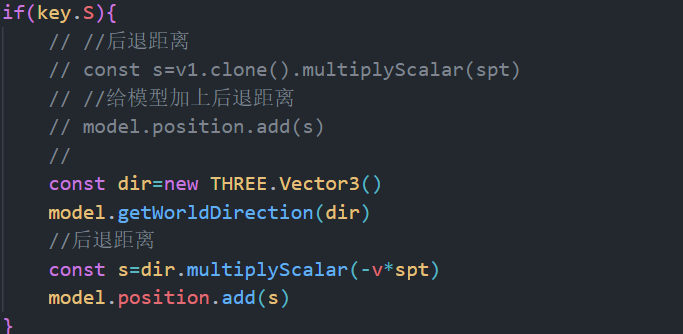 if(key.S){
// //后退距离
// const s=v1.clone().multiplyScalar(spt)
// //给模型加上后退距离
// model.position.add(s)
//
const dir=new THREE.Vector3()
model.getWorldDirection(dir)
//后退距离
const s=dir.multiplyScalar(-v*spt)
model.position.add(s)
}